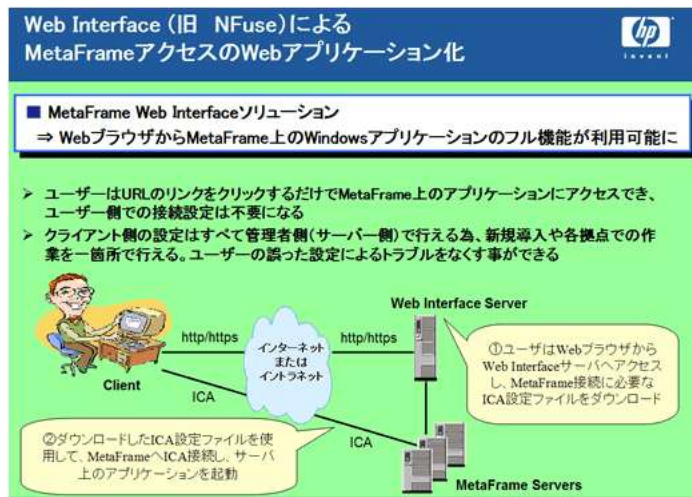 Web Interface (旧　NFuse)による
MetaFrameアクセスのWebアプリケーション化
hp
invent
■ MetaFrame Web Interfaceソリューション
⇒ WebブラウザからMetaFrame上のWindowsアプリケーションのフル機能が利用可能に
➢ ユーザーはURLのリンクをクリックするだけでMetaFrame上のアプリケーションにアクセスでき、
ユーザー側での接続設定は不要になる
➢ クライアント側の設定はすべて管理者側(サーバー側)で行える為、新規導入や各拠点での作
業を一箇所で行える。ユーザーの誤った設定によるトラブルをなくす事ができる
Web Interface Server
http/https
http/https
インターネット
または
イントラネット
①ユーザはWebブラウザから
Web Interfaceサーバへアクセス
し、MetaFrame接続に必要な
ICA設定ファイルをダウンロード
Client
ICA
ICA
②ダウンロードしたICA設定ファイルを使
用して、MetaFrameへICA接続し、サーバ
上のアプリケーションを起動
MetaFrame Servers